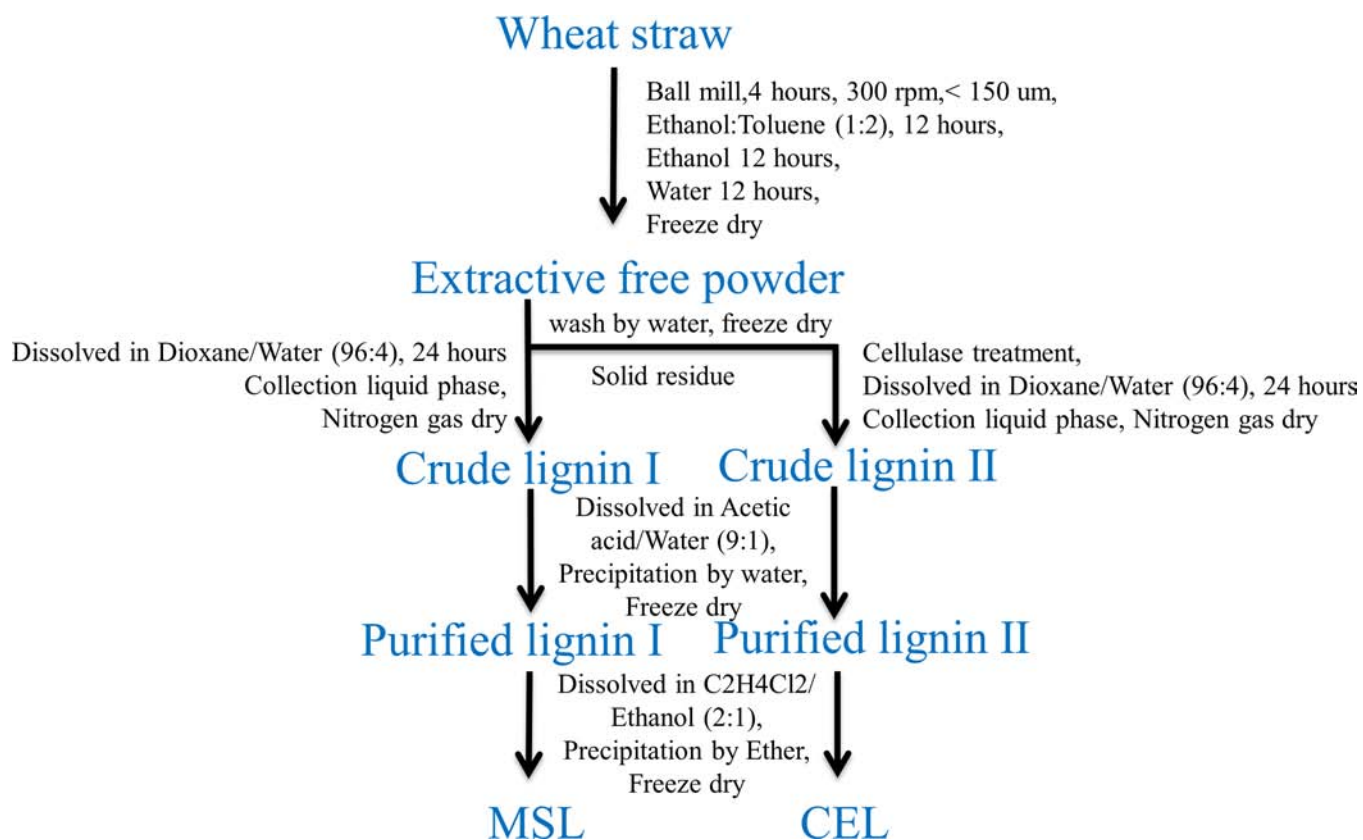 Wheat straw
Ball mill,4 hours, 300 rpm,< 150 um,
Ethanol:Toluene (1:2), 12 hours,
Ethanol 12 hours,
Water 12 hours,
Freeze dry
Extractive free powder
wash by water, freeze dry
Solid residue
Dissolved in Dioxane/Water (96:4), 24 hours
Collection liquid phase,
Nitrogen gas dry
Cellulase treatment,
Dissolved in Dioxane/Water (96:4), 24 hours
Collection liquid phase, Nitrogen gas dry
Crude lignin I
Crude lignin II
Dissolved in Acetic
acid/Water (9:1),
Precipitation by water,
Freeze dry
Purified lignin I
Purified lignin II
Dissolved in C2H4Cl2/
Ethanol (2:1),
Precipitation by Ether,
Freeze dry
MSL
CEL